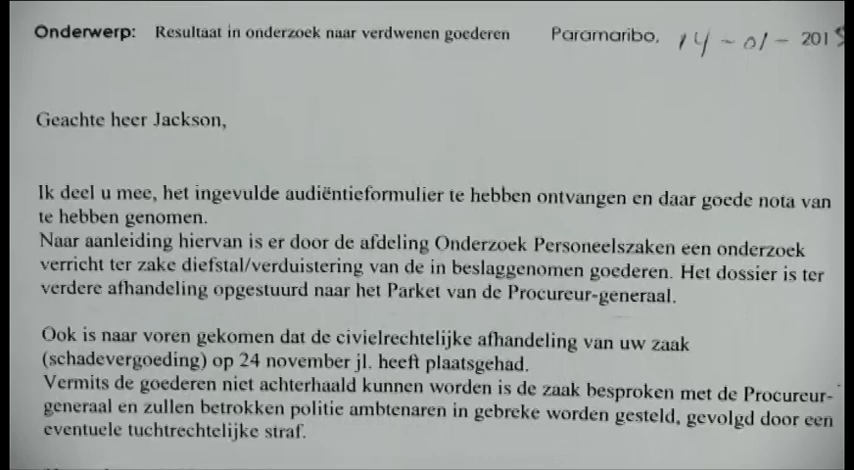 Onderwerp: Resultaat in onderzoek naar verdwenen goederen Paramaribo, 14 - 01 - 201
Geachte heer Jackson,
Ik deel u mee, het ingevulde audiëntieformulier te hebben ontvangen en daar goede nota van
te hebben genomen.
Naar aanleiding hiervan is er door de afdeling Onderzoek Personeelszaken een onderzoek
verricht ter zake diefstal/verduistering van de in beslaggenomen goederen. Het dossier is ter
verdere afhandeling opgestuurd naar het Parket van de Procureur-generaal.
Ook is naar voren gekomen dat de civielrechtelijke afhandeling van uw zaak
(schadevergoeding) op 24 november jl. heeft plaatsgehad.
Vermits de goederen niet achterhaald kunnen worden is de zaak besproken met de Procureur-
generaal en zullen betrokken politie ambtenaren in gebreke worden gesteld, gevolgd door een
eventuele tuchtrechtelijke straf.